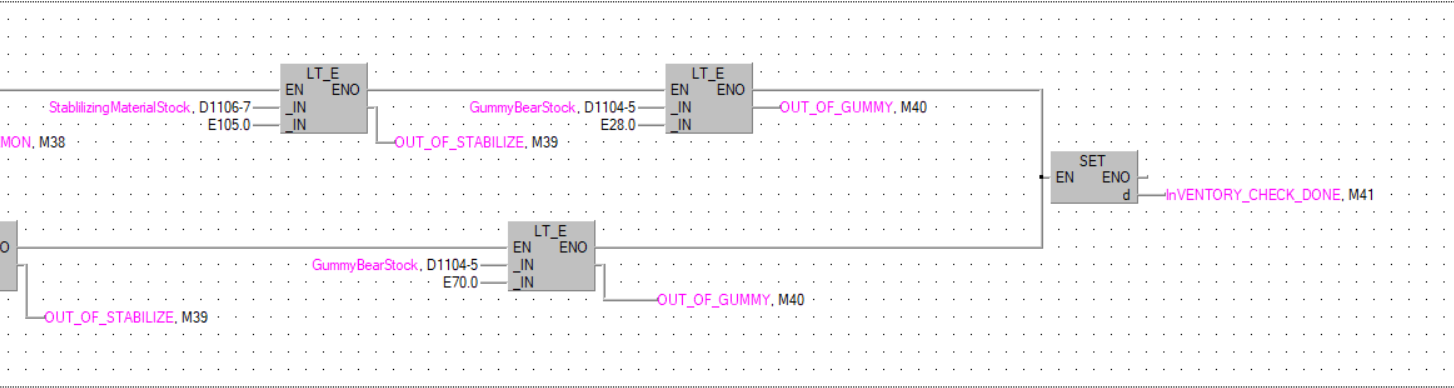 LT_E
LT_E
EN ENO
EN ENO
StablilizingMaterialStock, D1106-7 _IN
GummyBearStock, D1104-5 _IN
OUT_OF_GUMMY, M40
E105.0 _IN
E28.0 _IN
MON, M38
OUT_OF_STABILIZE, M39
SET
EN ENO
d
InVENTORY_CHECK_DONE, M41
LT_E
O
EN ENO
GummyBearStock, D1104-5 _IN
E70.0 _IN
OUT_OF_GUMMY, M40
OUT_OF_STABILIZE, M39